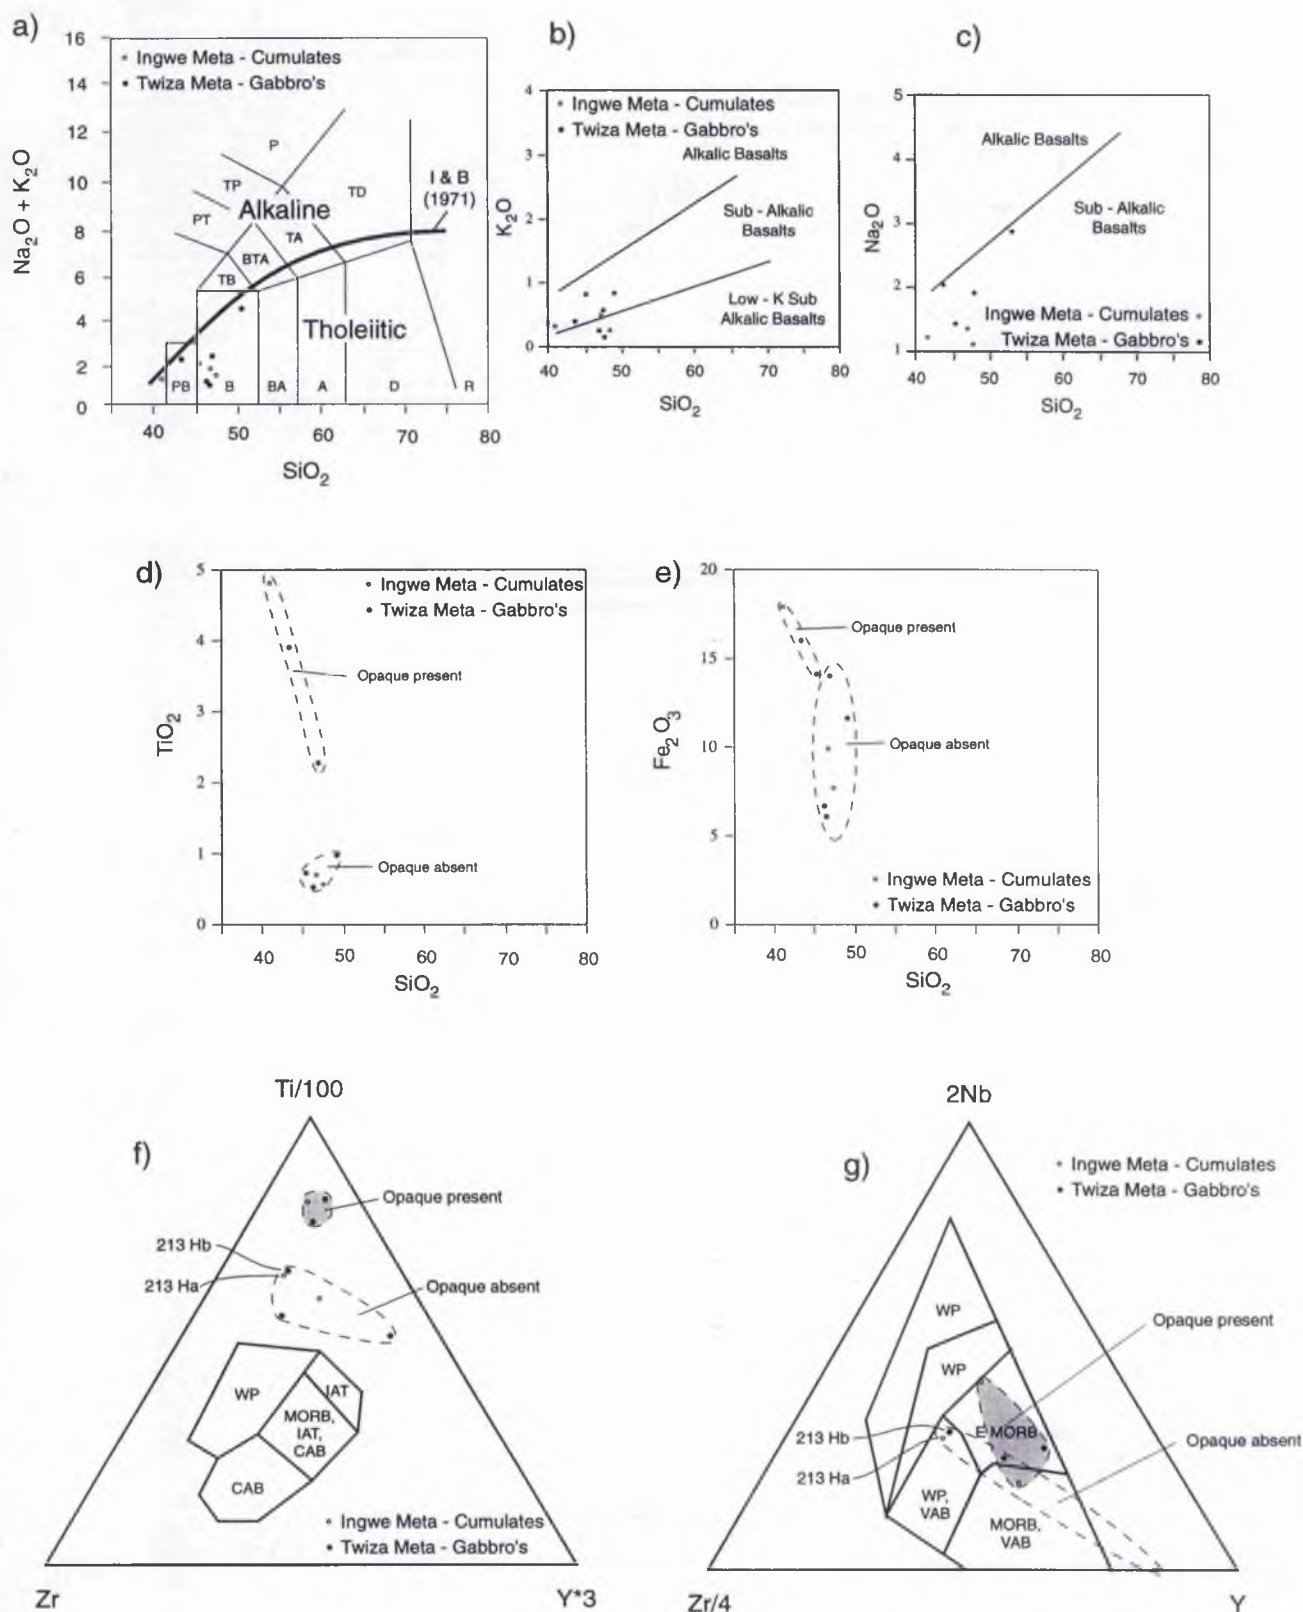 a)
16
14
12
10
8
6
4
2
0
Na2O + K2O
Ingwe Meta - Cumulates
Twiza Meta - Gabbro's
P
TP
TD
I & B
(1971)
PT
Alkaline
TA
BTA
TB
Tholeiitic
PB
B
BA
A
D
R
40
50
60
70
80
SiO2
b)
4
3
2
1
0
K2O
Ingwe Meta - Cumulates
Twiza Meta - Gabbro's
Alkalic Basalts
Sub - Alkalic
Basalts
Low - K Sub
Alkalic Basalts
40
50
60
70
80
SiO2
c)
5
4
3
2
1
Na2O
Alkalic Basalts
Sub - Alkalic
Basalts
Ingwe Meta - Cumulates
Twiza Meta - Gabbro's
40
50
60
70
80
SiO2
d)
5
4
3
2
1
0
TiO2
Ingwe Meta - Cumulates
Twiza Meta - Gabbro's
Opaque present
Opaque absent
40
50
60
70
80
SiO2
e)
20
15
10
5
0
Fe2O3
Opaque present
Opaque absent
Ingwe Meta - Cumulates
Twiza Meta - Gabbro's
40
50
60
70
80
SiO2
f)
Ti/100
Opaque present
213 Hb
213 Ha
Opaque absent
WP
IAT
MORB,
IAT,
CAB
CAB
Ingwe Meta - Cumulates
Twiza Meta - Gabbro's
Zr
Y*3
g)
2Nb
Ingwe Meta - Cumulates
Twiza Meta - Gabbro's
WP
Opaque present
WP
213 Hb
E MORB
Opaque absent
213 Ha
WP,
VAB
MORB,
VAB
Zr/4
Y